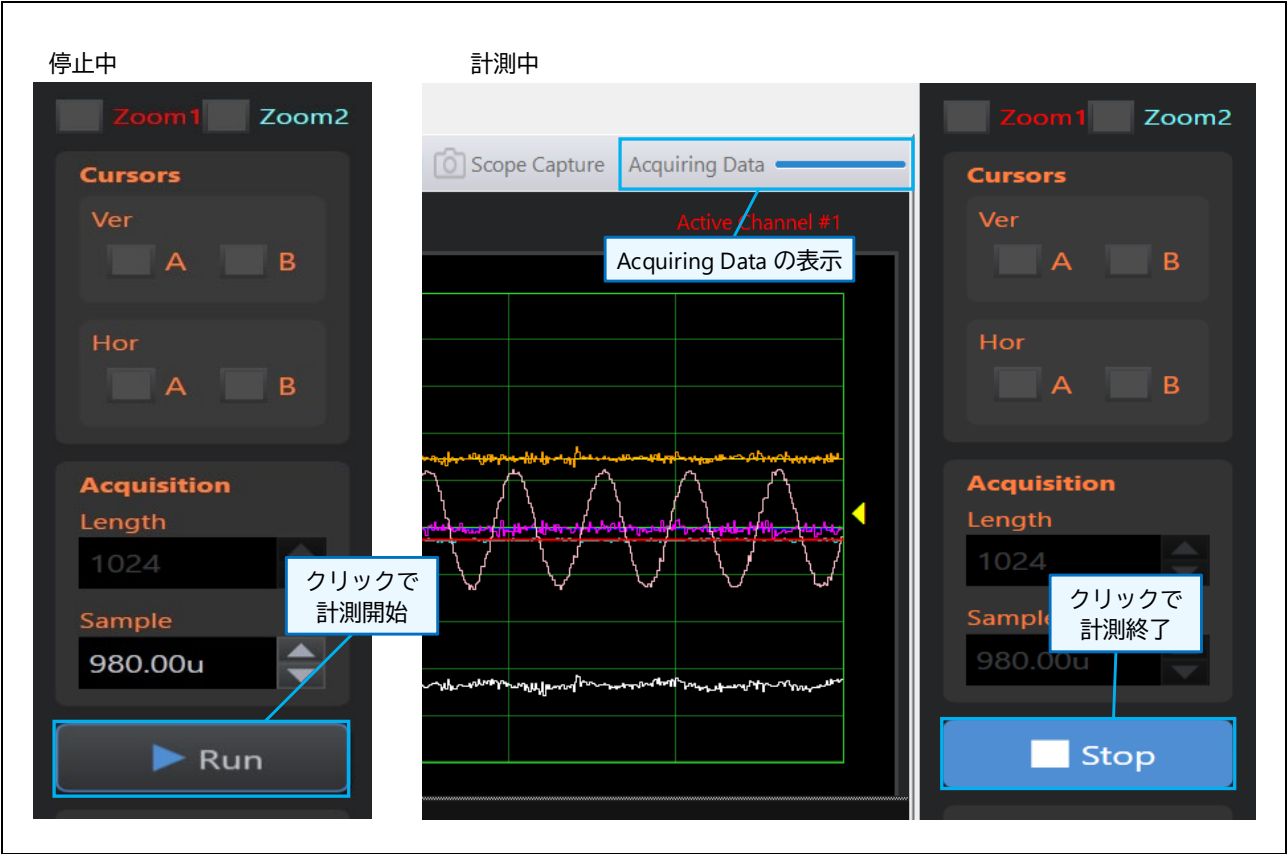 停止中
Zoom1 Zoom2
Cursors
Ver
A B
Hor
A B
Acquisition
Length
1024
クリックで
計測開始
Sample
980.00u
Run
計測中
Scope Capture Acquiring Data
Active Channel #1
Acquiring Data の表示
Zoom1 Zoom2
Cursors
Ver
A B
Hor
A B
Acquisition
Length
1024
クリックで
計測終了
Sample
980.00u
Stop